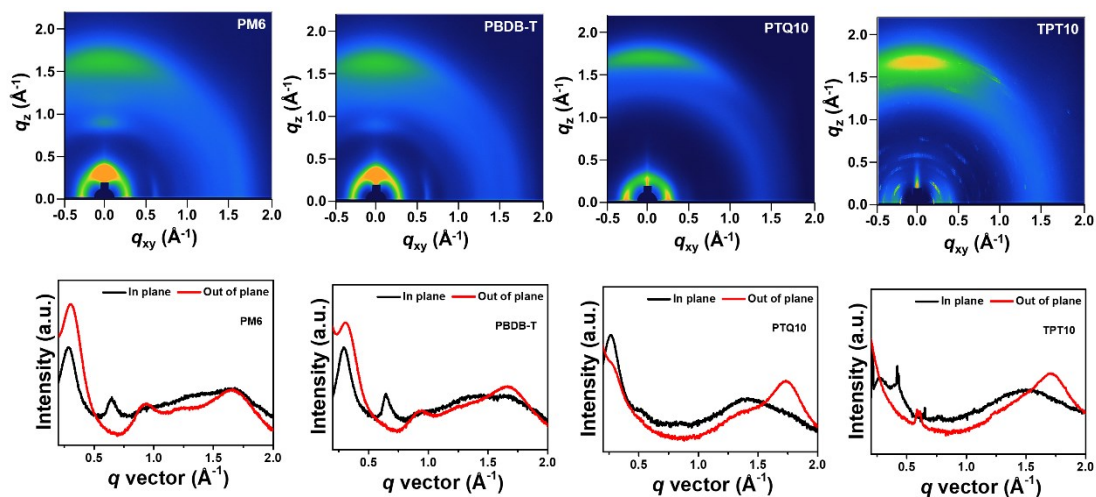 PM6
PBDB-T
PTQ10
TPT10
2.0
1.5
1.0
0.5
0
qz (Å-1)
-0.5 0.0 0.5 1.0 1.5 2.0
qxy (Å-1)
2.0
1.5
1.0
0.5
0
qz (Å-1)
-0.5 0.0 0.5 1.0 1.5 2.0
qxy (Å-1)
2.0
1.5
1.0
0.5
0
qz (Å-1)
-0.5 0.0 0.5 1.0 1.5 2.0
qxy (Å-1)
2.0
1.5
1.0
0.5
0
qz (Å-1)
-0.5 0.0 0.5 1.0 1.5 2.0
qxy (Å-1)
In plane Out of plane
PM6
Intensity (a.u.)
0.5 1.0 1.5 2.0
q vector (Å-1)
In plane Out of plane
PBDB-T
Intensity (a.u.)
0.5 1.0 1.5 2.0
q vector (Å-1)
In plane Out of plane
PTQ10
Intensity (a.u.)
0.5 1.0 1.5 2.0
q vector (Å-1)
In plane Out of plane
TPT10
Intensity (a.u.)
0.5 1.0 1.5 2.0
q vector (Å-1)